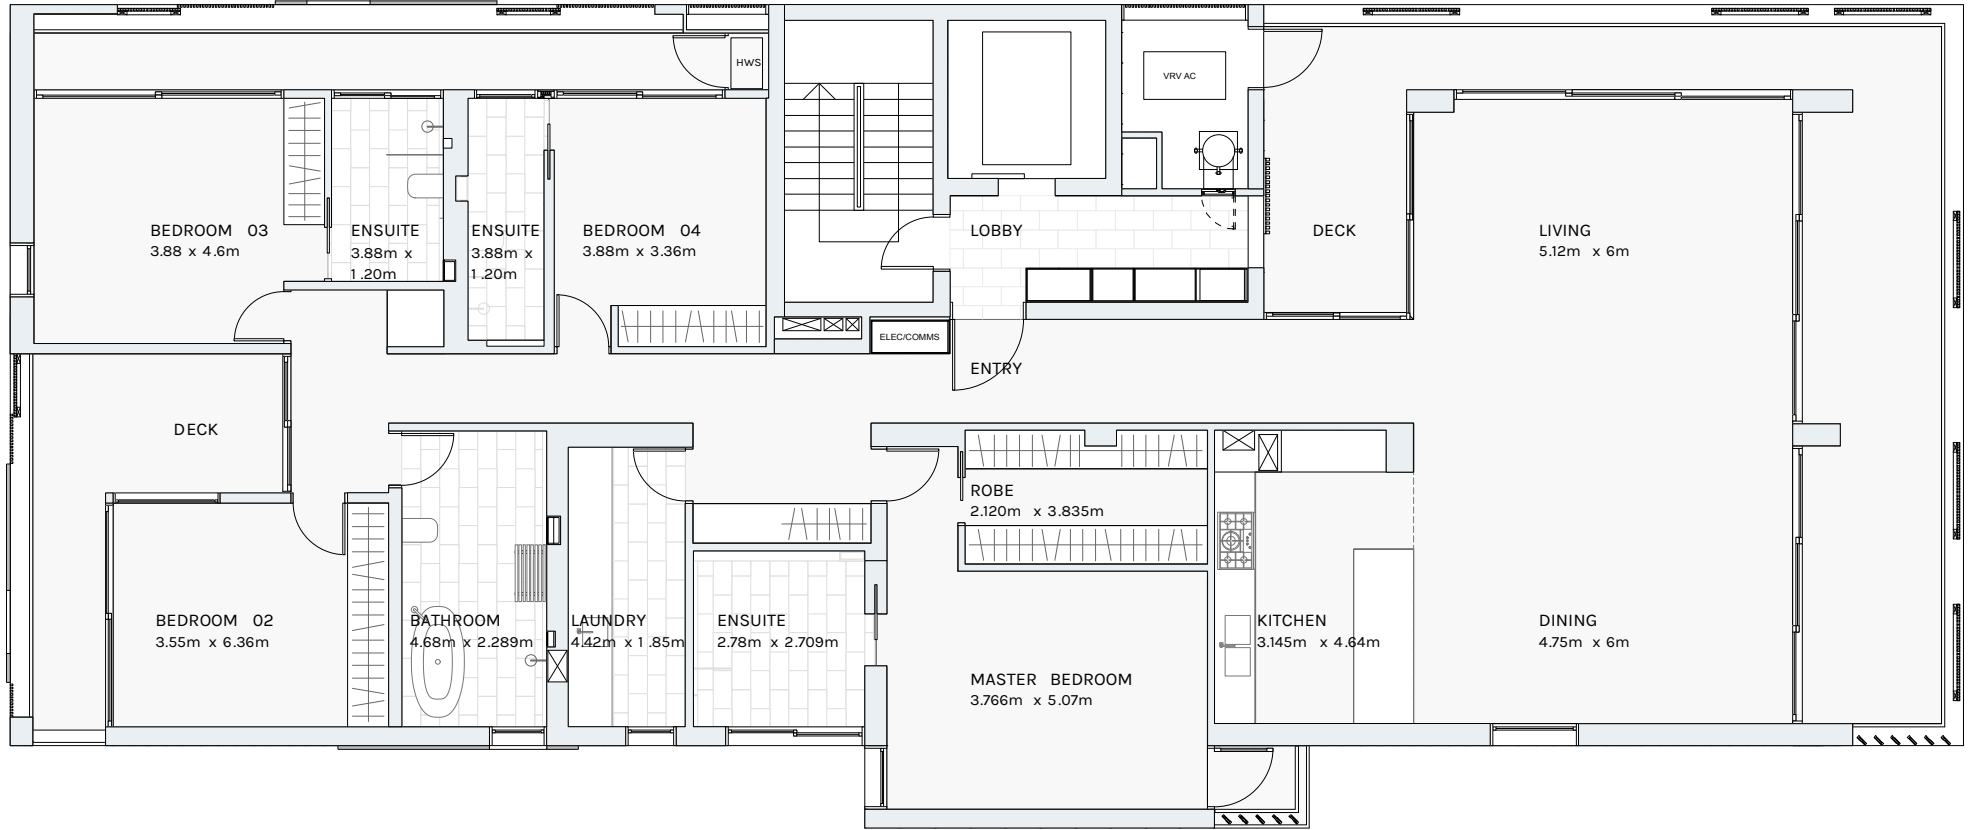 HWS
VRV AC
BEDROOM 03
3.88 x 4.6m
ENSUITE
3.88m x
1.20m
ENSUITE
3.88m x
1.20m
BEDROOM 04
3.88m x 3.36m
LOBBY
DECK
LIVING
5.12m x 6m
ELEC/COMMS
ENTRY
DECK
ROBE
2.120m x 3.835m
BEDROOM 02
3.55m x 6.36m
BATHROOM
4.68m x 2.289m
LAUNDRY
4.42m x 1.85m
ENSUITE
2.78m x 2.709m
KITCHEN
3.145m x 4.64m
DINING
4.75m x 6m
MASTER BEDROOM
3.766m x 5.07m